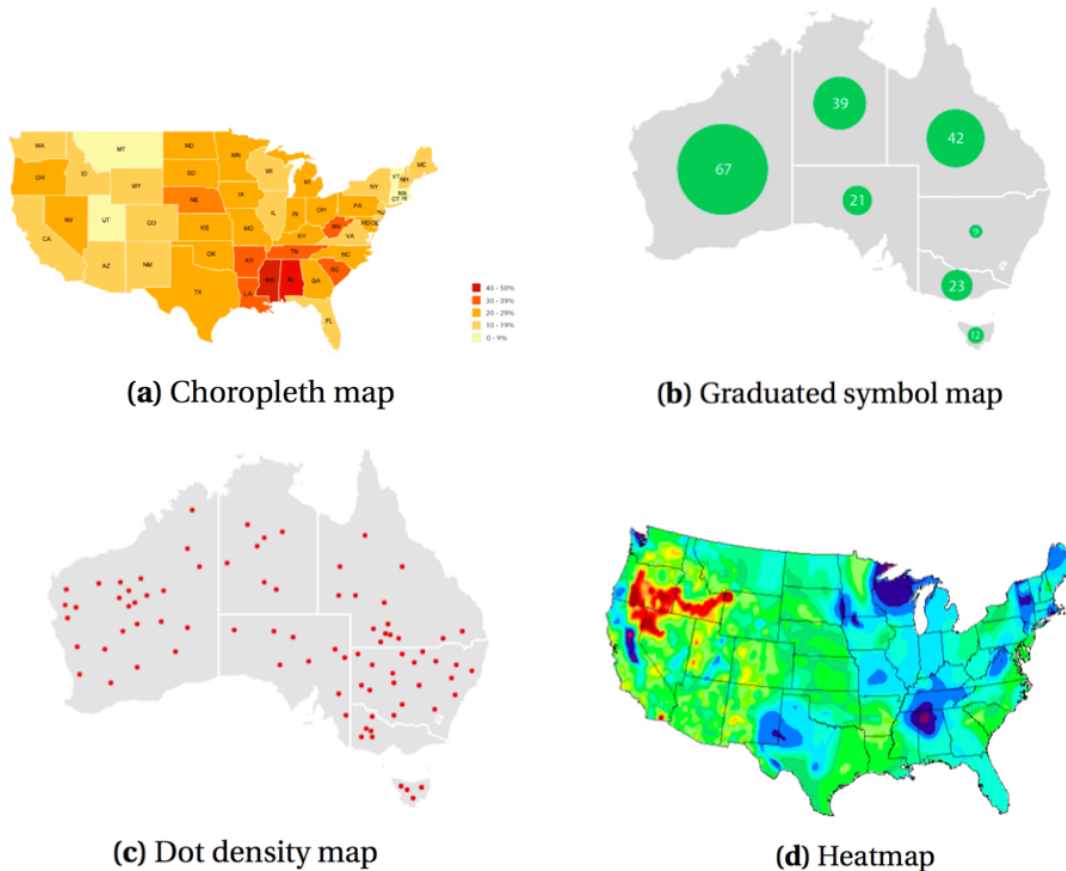 WA
MT
ND
MN
ME
OR
ID
SD
WI
VT
NH
WY
MI
NY
MA
CT
RI
NE
IA
PA
NJ
NV
UT
IL
IN
OH
MD
DE
CO
WV
VA
CA
KS
MO
KY
AZ
NM
OK
AR
TN
NC
SC
TX
LA
MS
AL
GA
FL
40 - 50%
30 - 39%
20 - 29%
10 - 19%
0 - 9%
(a) Choropleth map
39
42
67
21
9
23
12
(b) Graduated symbol map
(c) Dot density map
(d) Heatmap